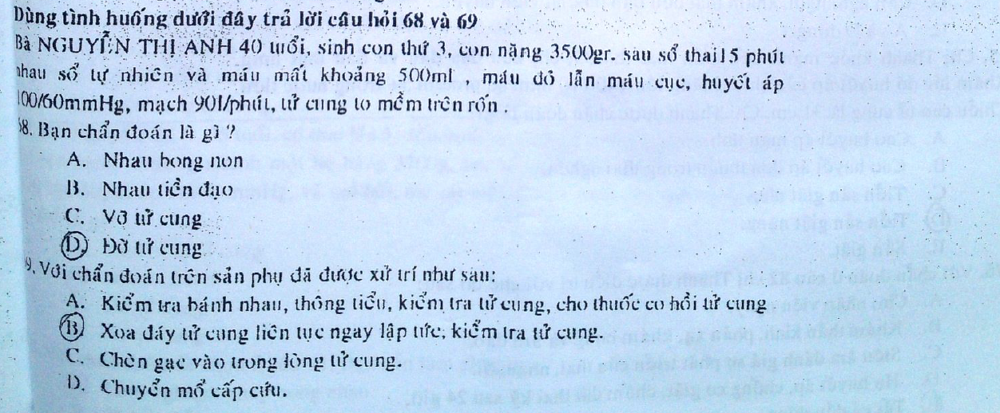 Dùng tình huống dưới đây trả lời câu hỏi 68 và 69
Bà NGUYỄN THỊ ANH 40 tuổi, sinh con thứ 3, con nặng 3500gr. sau sổ thai15 phút
nhau sổ tự nhiên và máu mất khoảng 500ml , máu đỏ lẫn máu cục, huyết áp
100/60mmHg, mạch 90l/phút, tử cung to mềm trên rốn .
68. Bạn chẩn đoán là gì ?
A. Nhau bong non
B. Nhau tiền đạo
C. Vỡ tử cung
D. Đờ tử cung
69. Với chẩn đoán trên sản phụ đã được xử trí như sau:
A. Kiểm tra bánh nhau, thông tiểu, kiểm tra tử cung, cho thuốc co hồi tử cung
B. Xoa đáy tử cung liên tục ngay lập tức, kiểm tra tử cung.
C. Chèn gạc vào trong lòng tử cung.
D. Chuyển mổ cấp cứu.